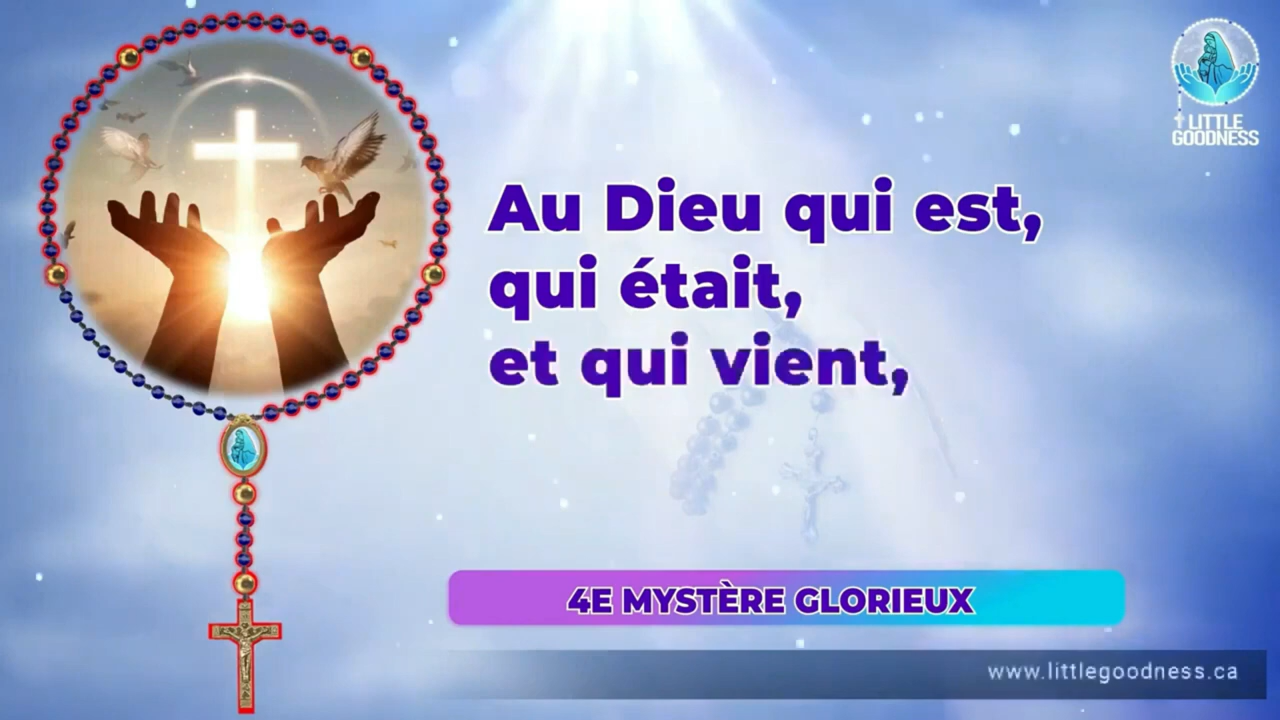 LITTLE
GOODNESS
Au Dieu qui est,
qui était,
et qui vient,
4E MYSTÈRE GLORIEUX
www.littlegoodness.ca